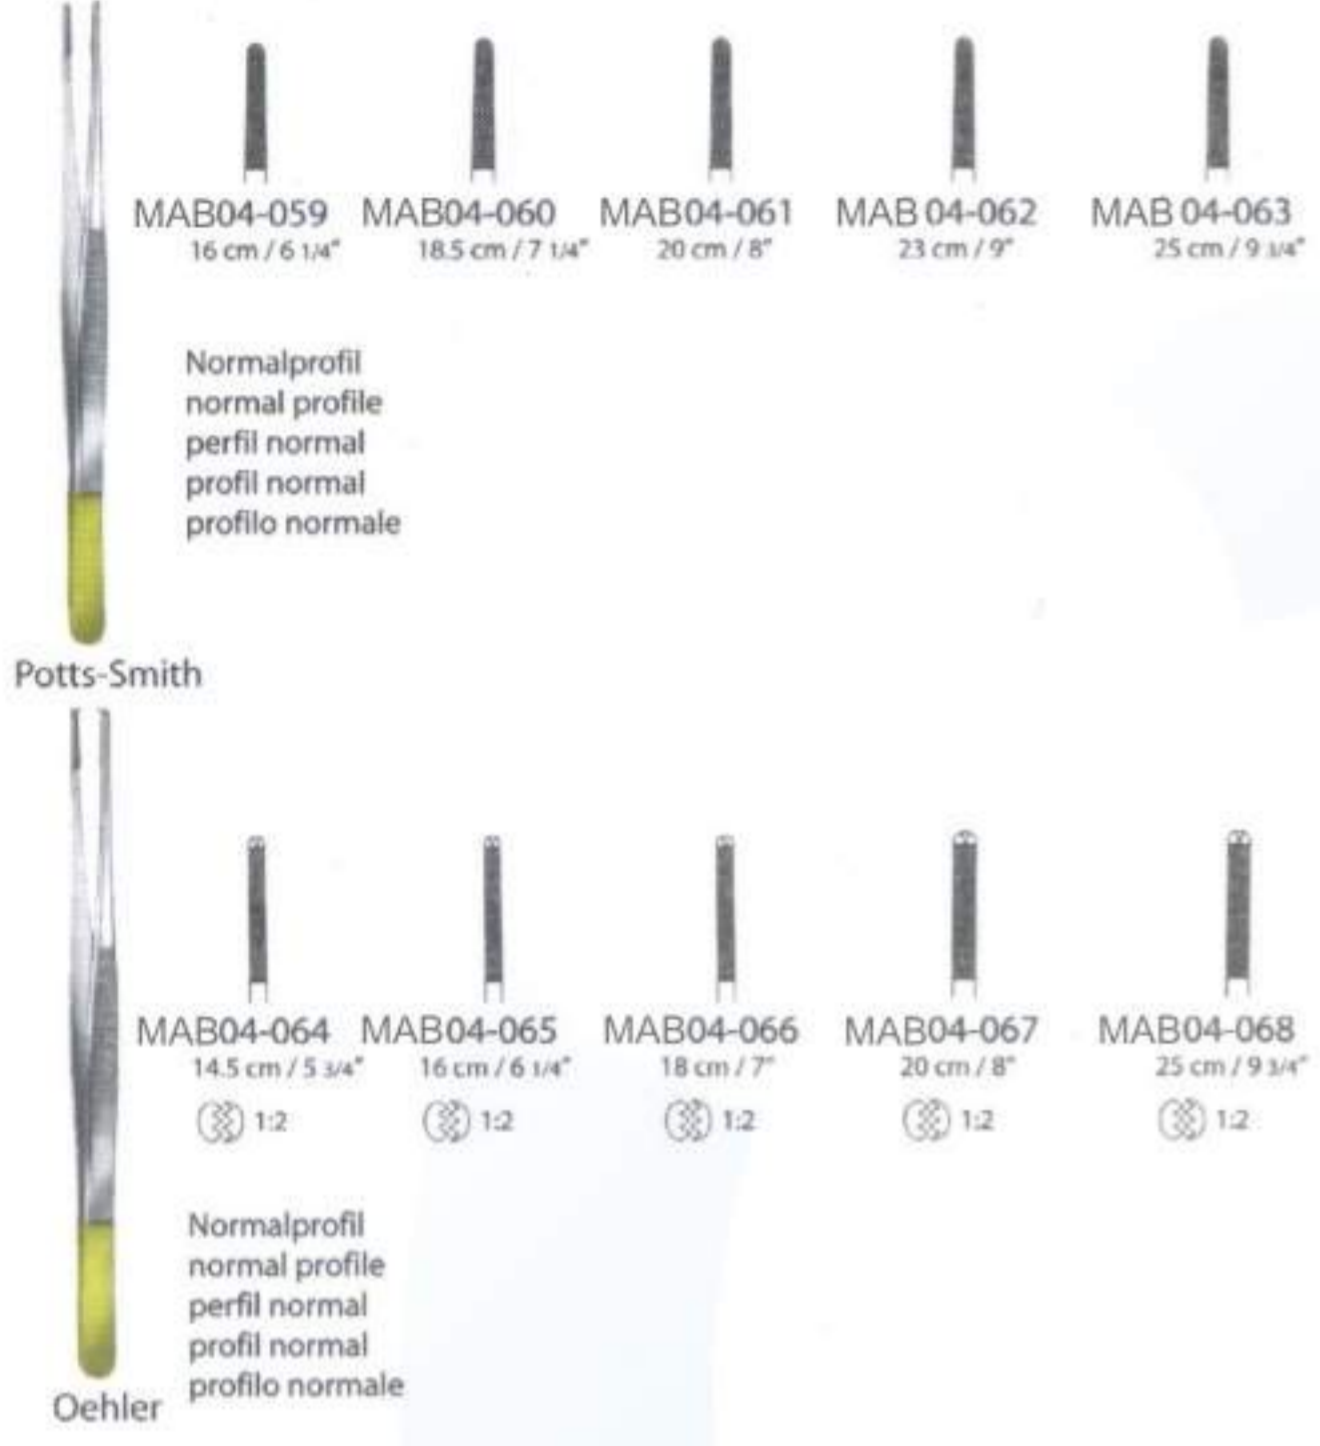 MAB04-059 MAB04-060 MAB04-061 MAB 04-062 MAB 04-063
16 cm / 6 1/4" 18.5 cm / 7 1/4" 20 cm / 8" 23 cm / 9" 25 cm / 9 3/4"
Normalprofil
normal profile
perfil normal
profil normal
profilo normale
Potts-Smith
MAB04-064 MAB04-065 MAB04-066 MAB04-067 MAB04-068
14.5 cm / 5 3/4" 16 cm / 6 1/4" 18 cm / 7" 20 cm / 8" 25 cm / 9 3/4"
1:2 1:2 1:2 1:2 1:2
Normalprofil
normal profile
perfil normal
profil normal
profilo normale
Oehler